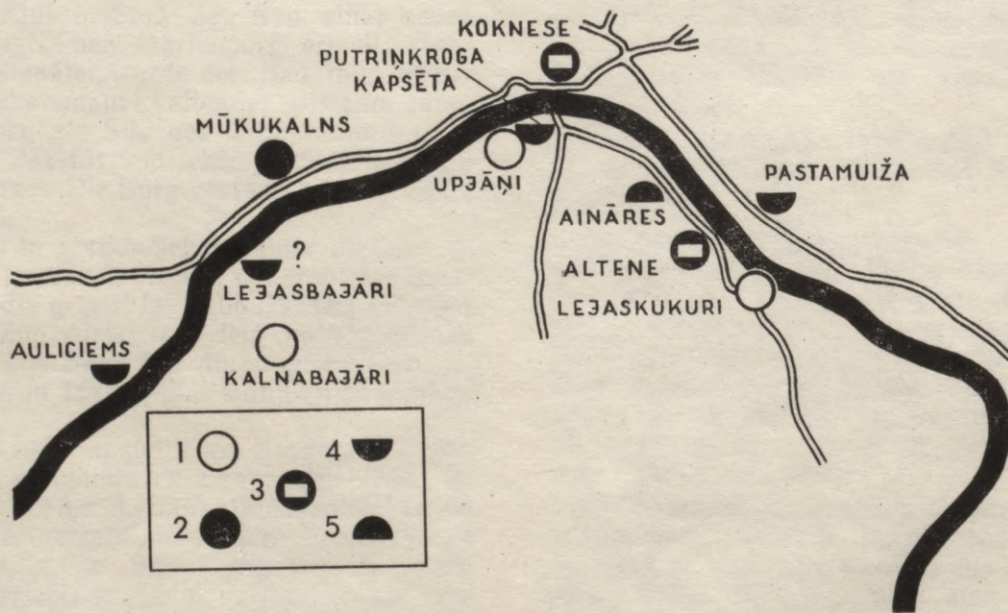 KOKNESE
PUTRIŅKROGA
KAPSĒTA
MŪKUKALNS
UPJĀŅI
PASTAMUIŽA
AINĀRES
?
ALTENE
LEJASBAJĀRI
LEJASKUKURI
AULICIEMS
KALNABAJĀRI
1
4
3
2
5